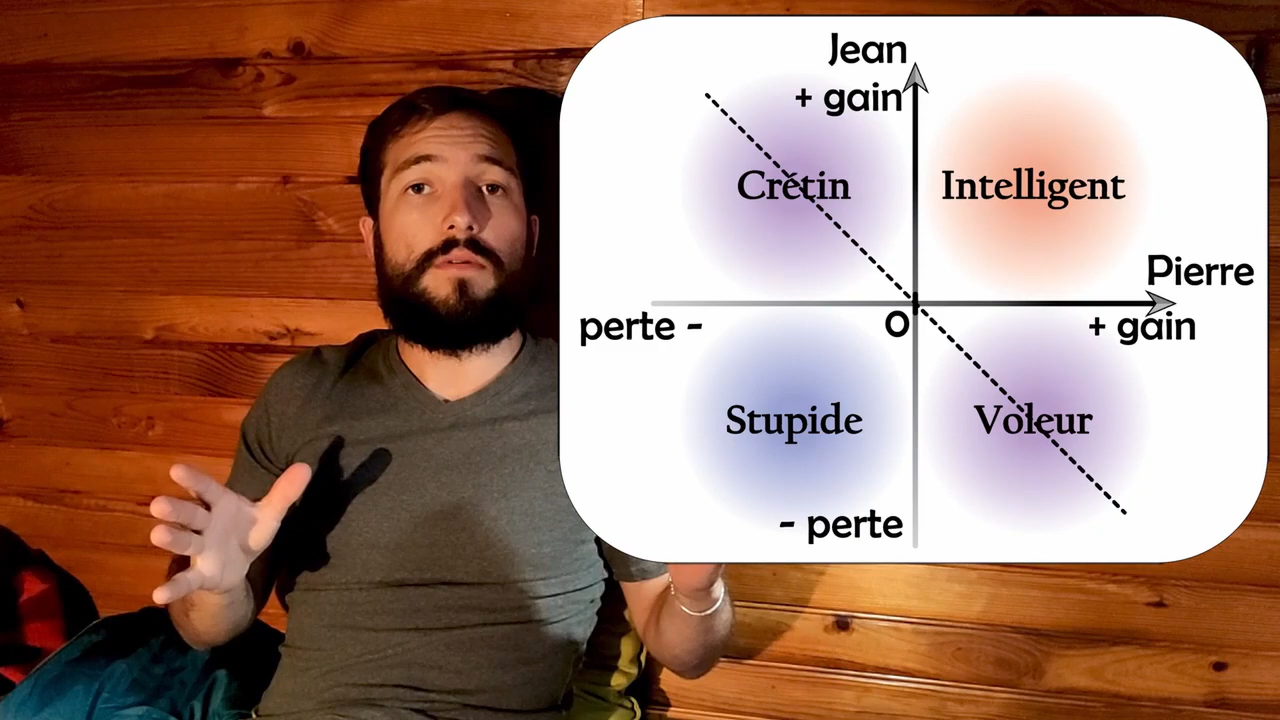 Jean
+ gain
Crétin
Intelligent
Pierre
perte -
0
+ gain
Stupide
Voleur
- perte